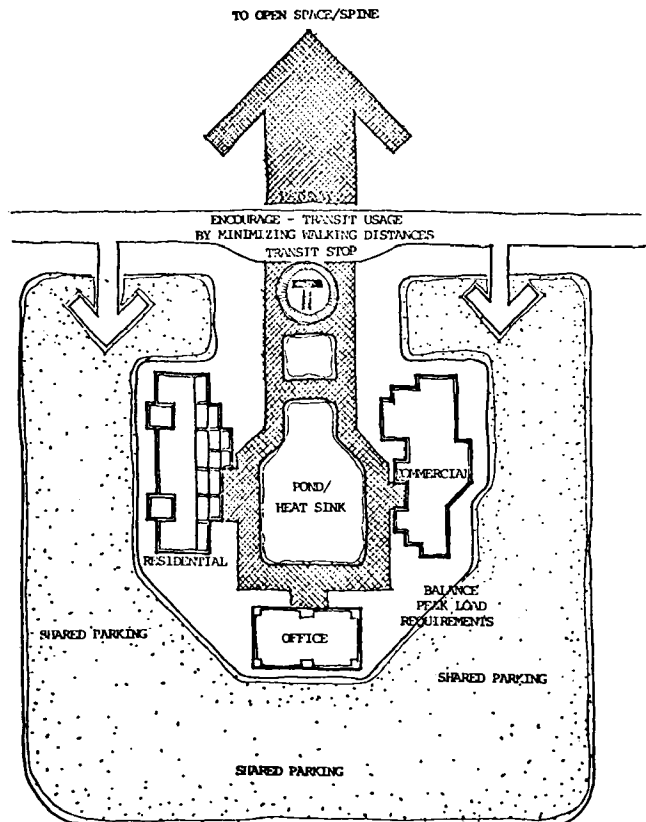 TO OPEN SPACE/SPINE
ENCOURAGE - TRANSIT USAGE
BY MINIMIZING WALKING DISTANCES
TRANSIT STOP
T
COMMERCIAL
POND/
HEAT SINK
RESIDENTIAL
BALANCE
PEAK LOAD
REQUIREMENTS
OFFICE
SHARED PARKING
SHARED PARKING
SHARED PARKING